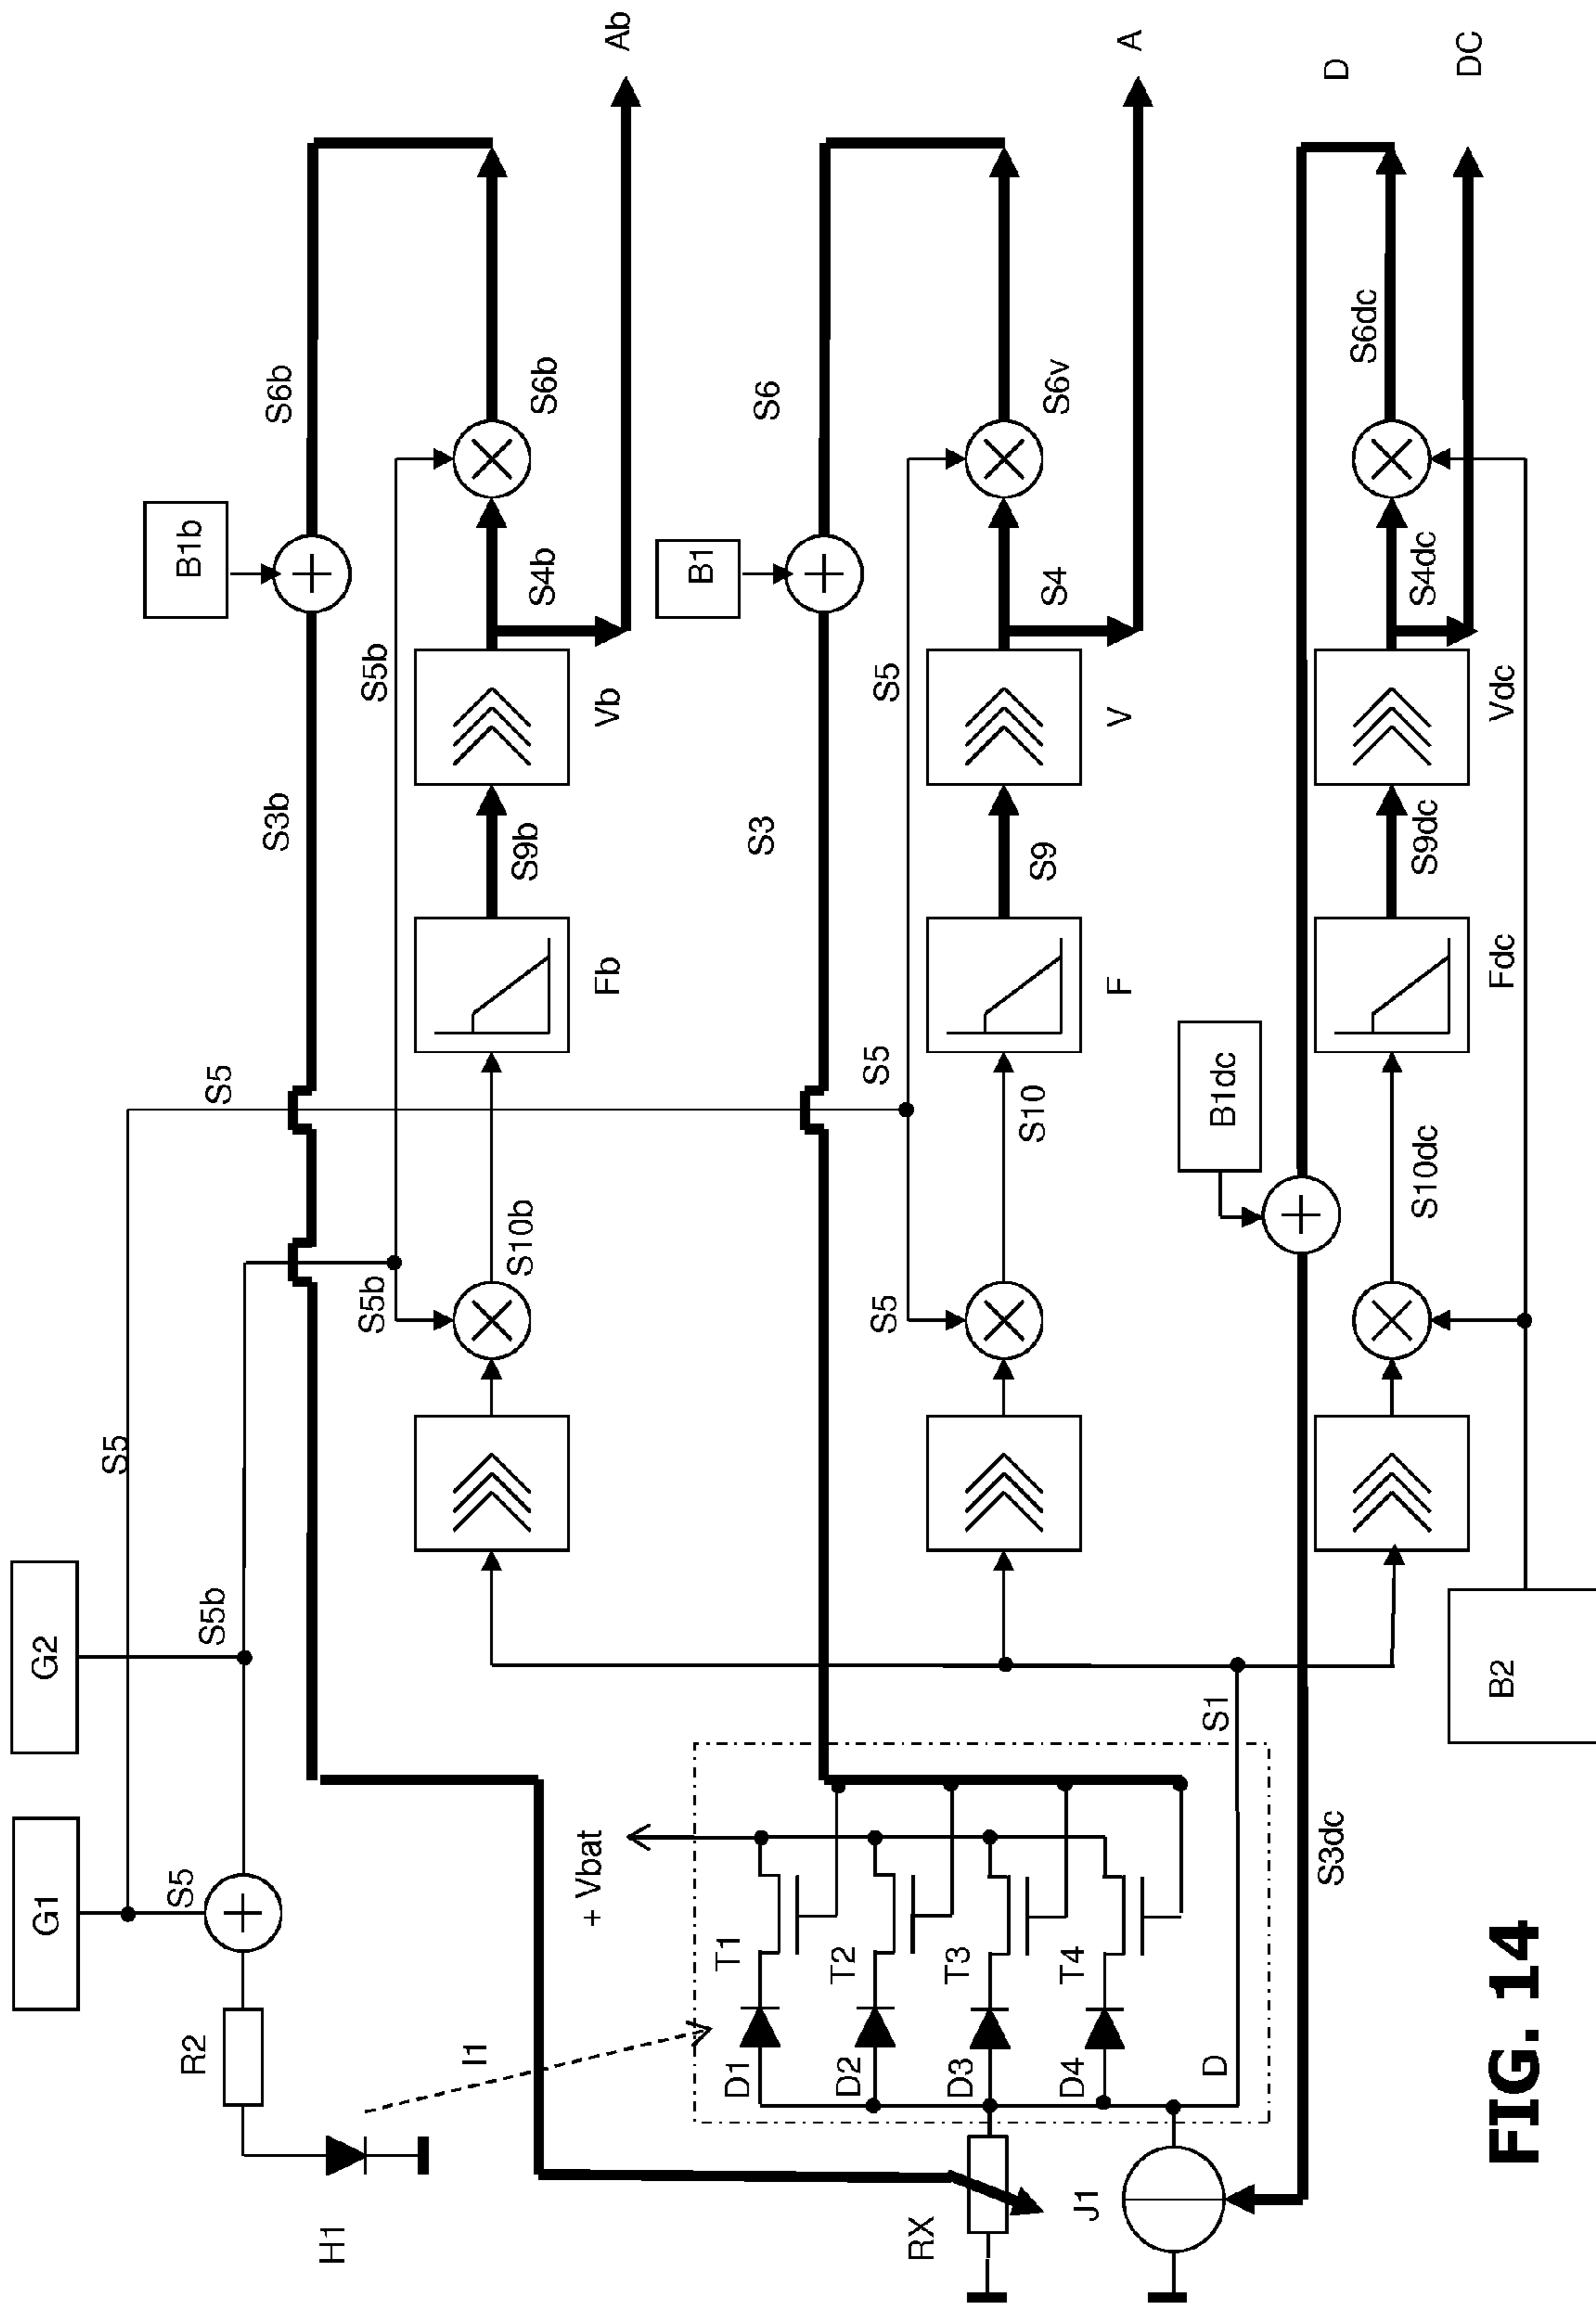 G1
G2
S5
S5b
S5
S5
B1b
S6b
S3b
S5b
S5b
R2
H1
I1
S10b
Fb
S9b
Vb
S4b
S6b
Ab
+ Vbat
B1
S6
S3
S5
S5
S5
S10
F
S9
V
S4
S6v
A
T1
T2
T3
T4
D1
D2
D3
D4
D
S1
RX
J1
B1dc
S3dc
D
S10dc
Fdc
S9dc
Vdc
S4dc
S6dc
DC
B2
FIG. 14